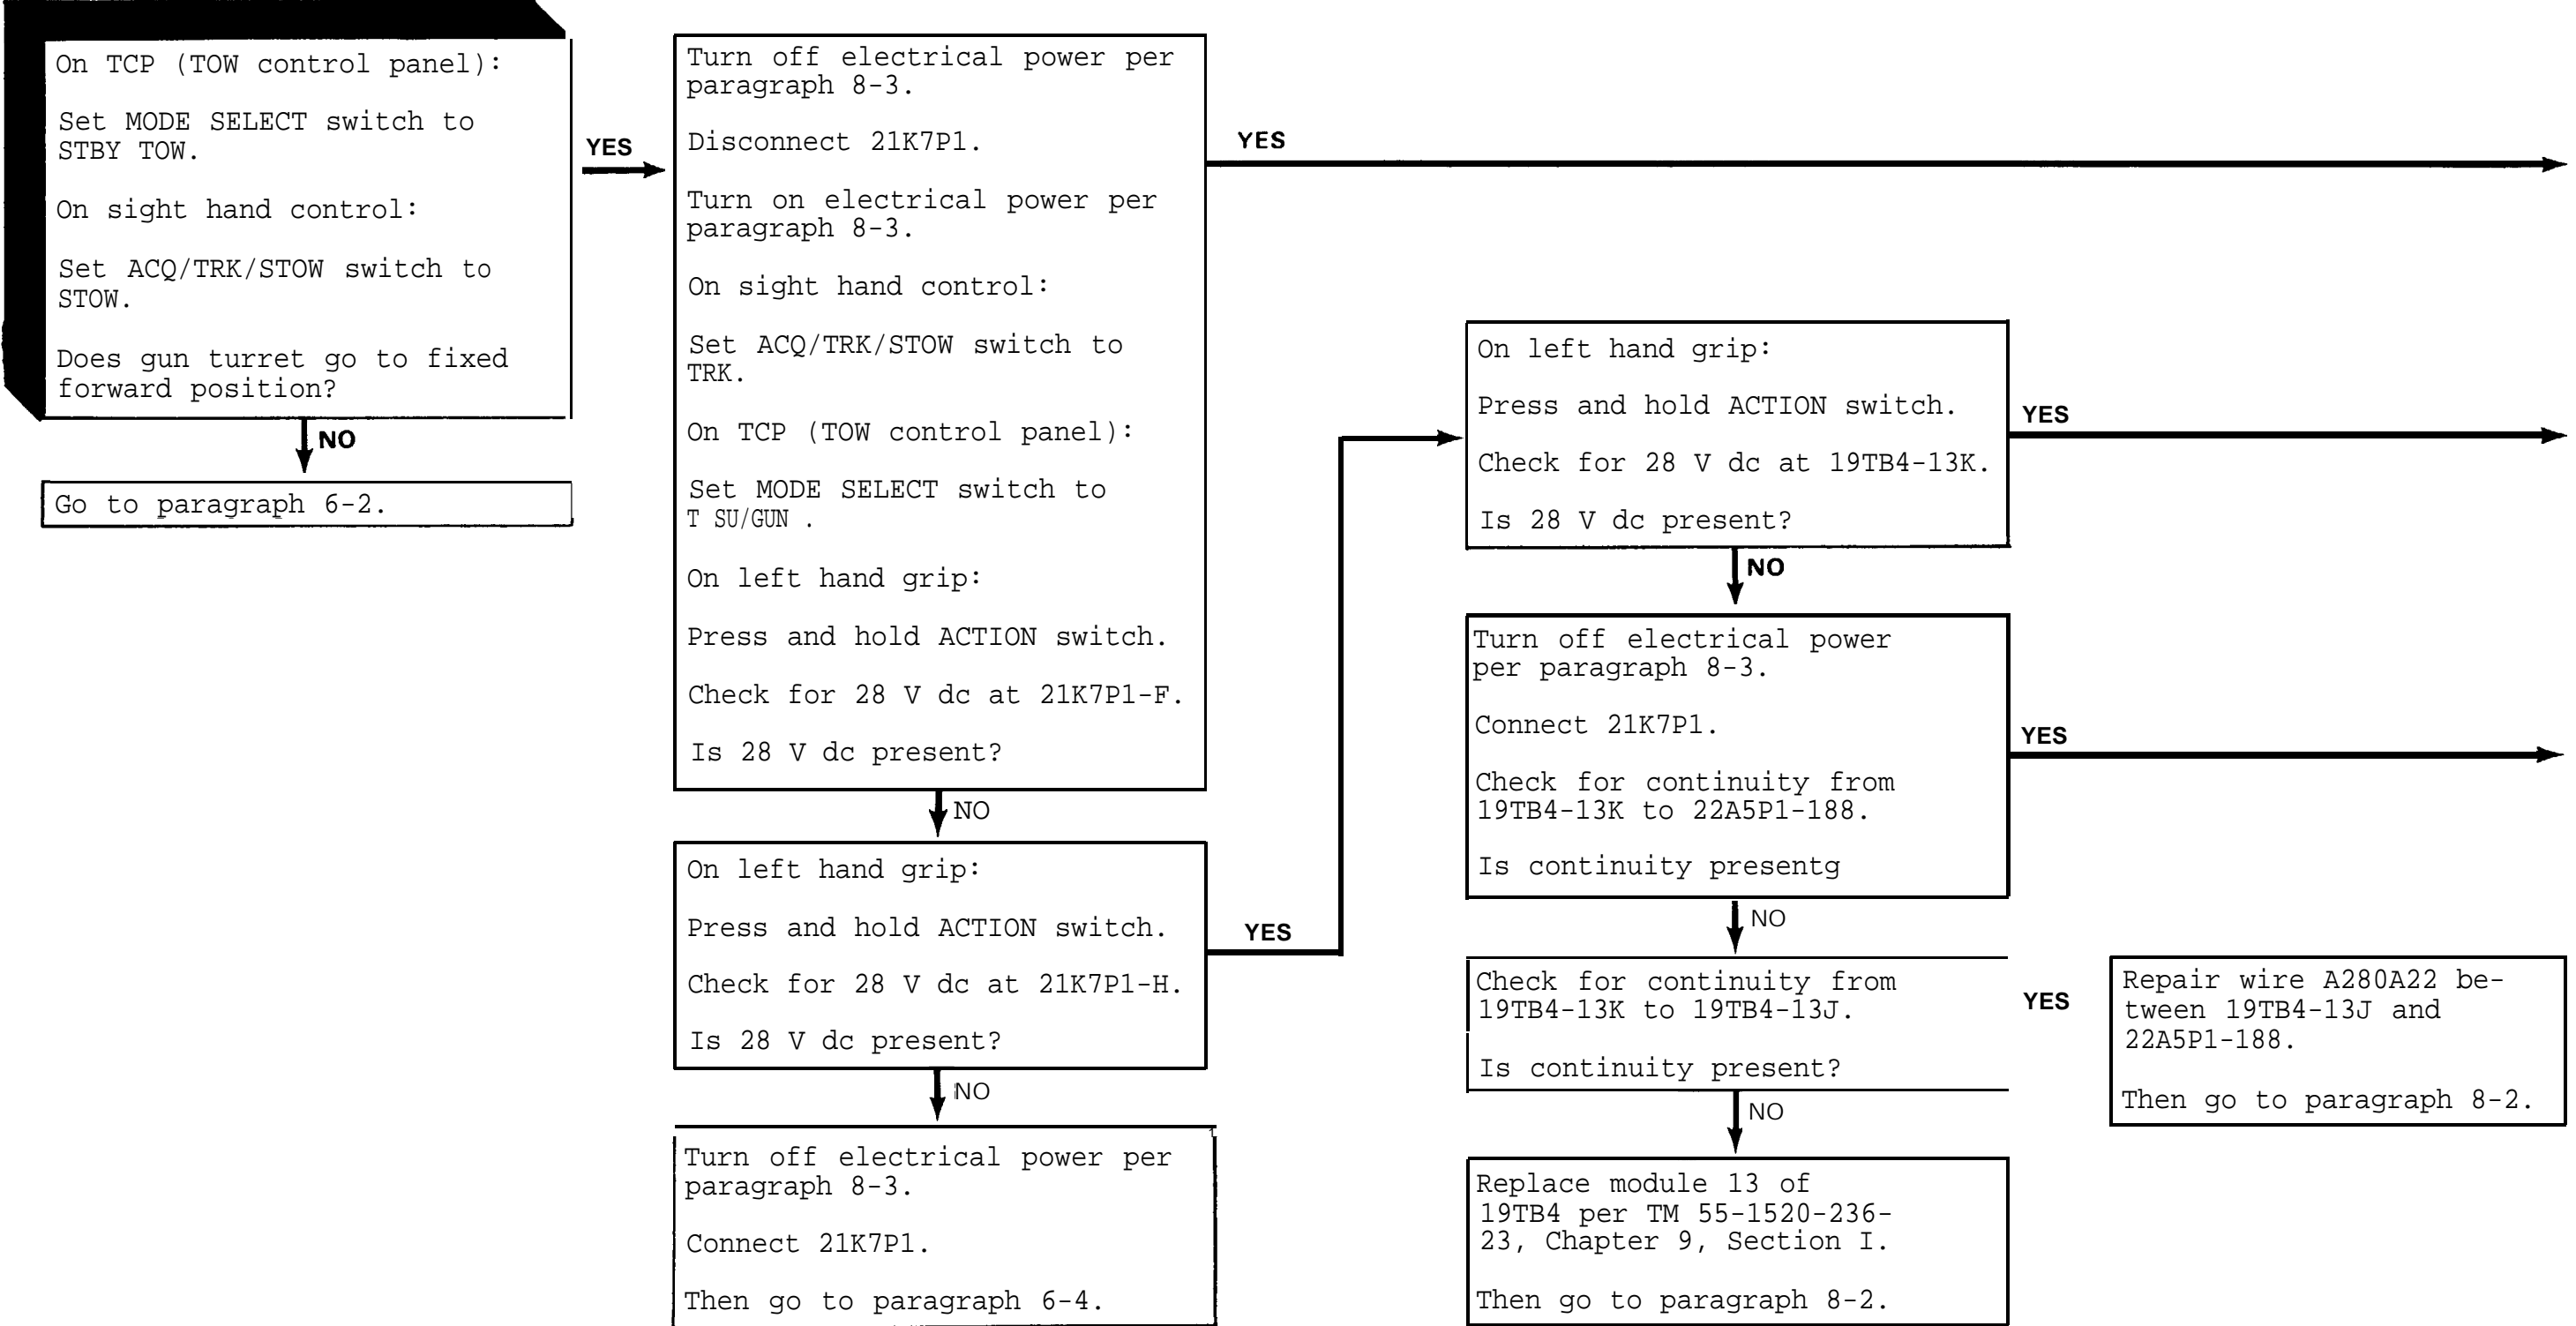 On TCP (TOW control panel):
Set MODE SELECT switch to
STBY TOW.
On sight hand control:
Set ACQ/TRK/STOW switch to
STOW.
Does gun turret go to fixed
forward position?
NO
Go to paragraph 6-2.
YES
Turn off electrical power per
paragraph 8-3.
Disconnect 21K7P1.
Turn on electrical power per
paragraph 8-3.
On sight hand control:
Set ACQ/TRK/STOW switch to
TRK.
On TCP (TOW control panel):
Set MODE SELECT switch to
T SU/GUN .
On left hand grip:
Press and hold ACTION switch.
Check for 28 V dc at 21K7P1-F.
Is 28 V dc present?
YES
NO
On left hand grip:
Press and hold ACTION switch.
Check for 28 V dc at 21K7P1-H.
Is 28 V dc present?
YES
NO
Turn off electrical power per
paragraph 8-3.
Connect 21K7P1.
Then go to paragraph 6-4.
On left hand grip:
Press and hold ACTION switch.
Check for 28 V dc at 19TB4-13K.
Is 28 V dc present?
YES
NO
Turn off electrical power
per paragraph 8-3.
Connect 21K7P1.
Check for continuity from
19TB4-13K to 22A5P1-188.
Is continuity presentg
YES
NO
Check for continuity from
19TB4-13K to 19TB4-13J.
Is continuity present?
YES
NO
Replace module 13 of
19TB4 per TM 55-1520-236-
23, Chapter 9, Section I.
Then go to paragraph 8-2.
Repair wire A280A22 be-
tween 19TB4-13J and
22A5P1-188.
Then go to paragraph 8-2.